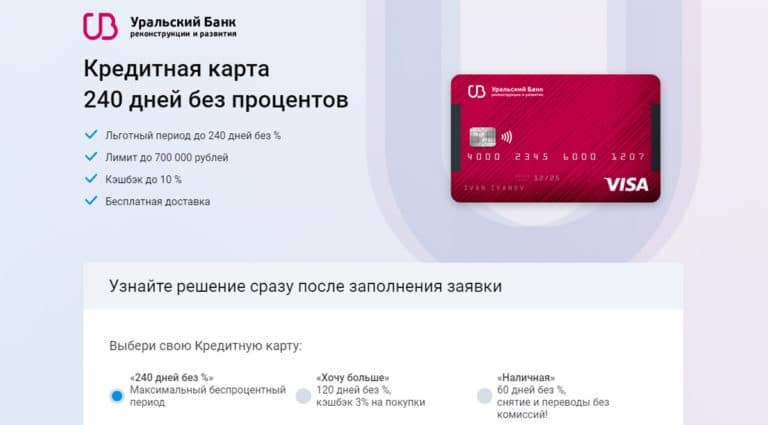 Уральский Банк
реконструкции и развития
Кредитная карта
240 дней без процентов
Льготный период до 240 дней без %
Лимит до 700 000 рублей
Кэшбэк до 10 %
Бесплатная доставка
Уральский Банк
реконструкции и развития
4000 2345 6000 1207
12/25
IVAN IVANOV
VISA
Узнайте решение сразу после заполнения заявки
Выбери свою Кредитную карту:
«240 дней без %»
Максимальный беспроцентный
период
«Хочу больше»
120 дней без %,
кэшбэк 3% на покупки
«Наличная»
60 дней без %,
снятие и переводы без
комиссий!